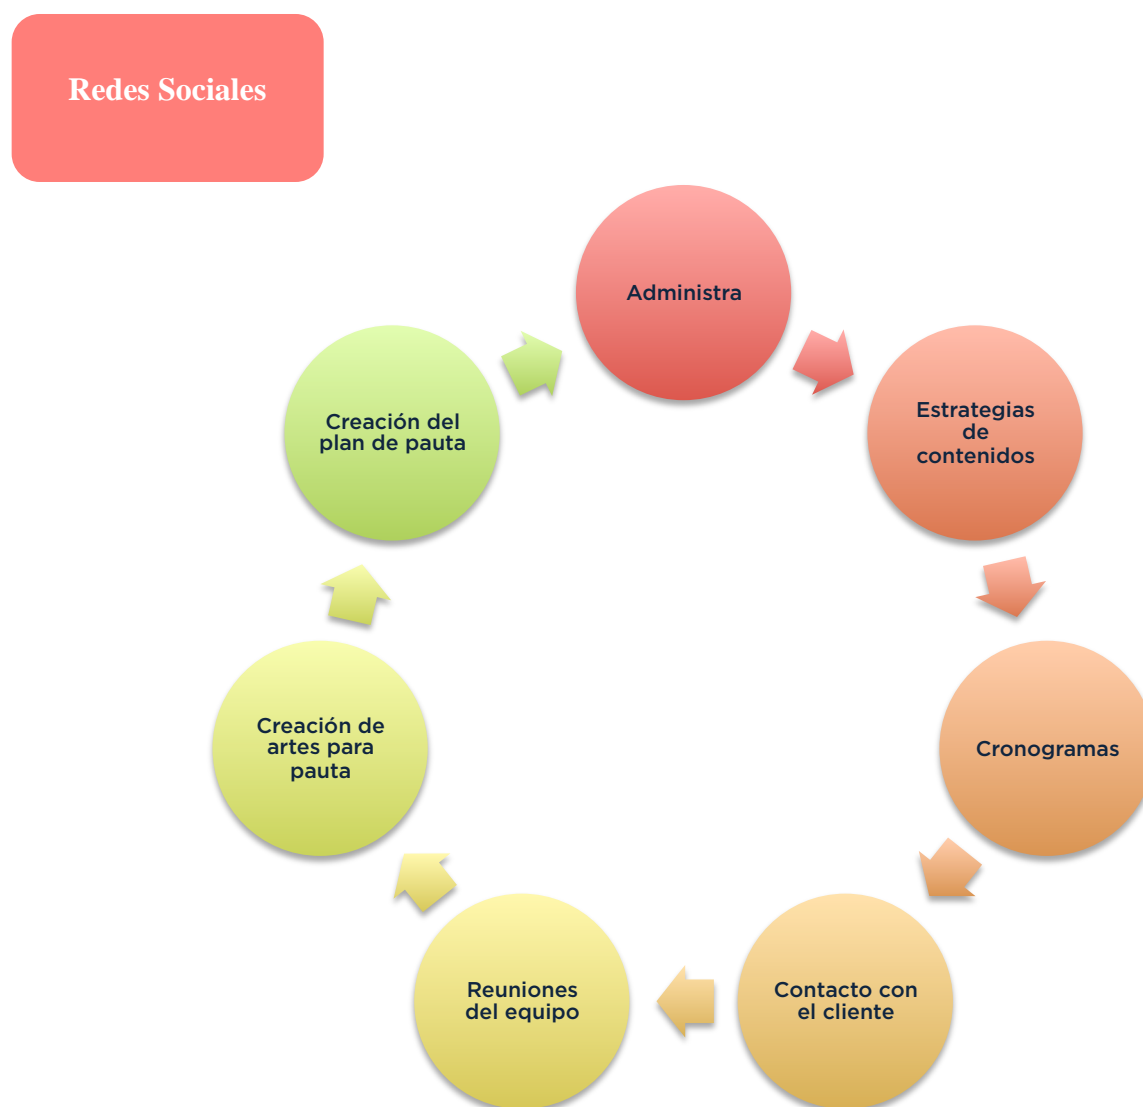 Redes Sociales
Administra
Estrategias
de
contenidos
Cronogramas
Contacto con
el cliente
Reuniones
del equipo
Creación de
artes para
pauta
Creación del
plan de pauta